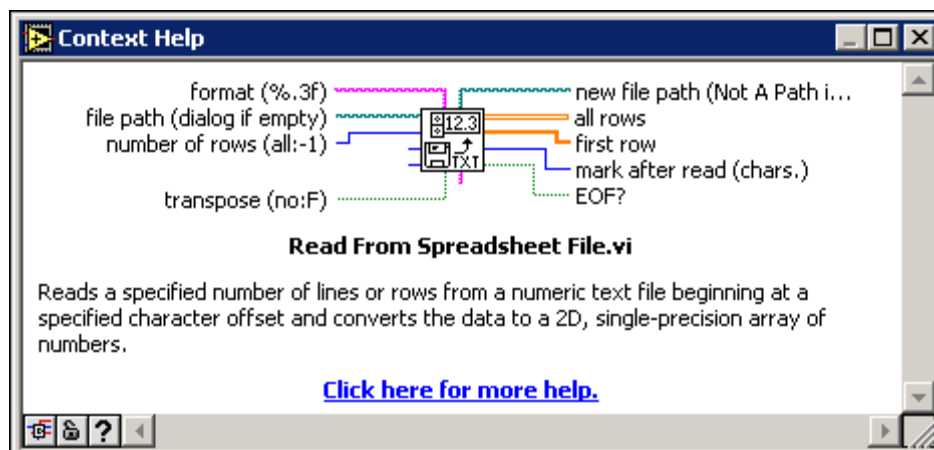 Context Help
format (%.3f)
file path (dialog if empty)
number of rows (all:-1)
transpose (no:F)
12.3
TXT
new file path (Not A Path i...
all rows
first row
mark after read (chars.)
EOF?
Read From Spreadsheet File.vi
Reads a specified number of lines or rows from a numeric text file beginning at a
specified character offset and converts the data to a 2D, single-precision array of
numbers.
Click here for more help.
?